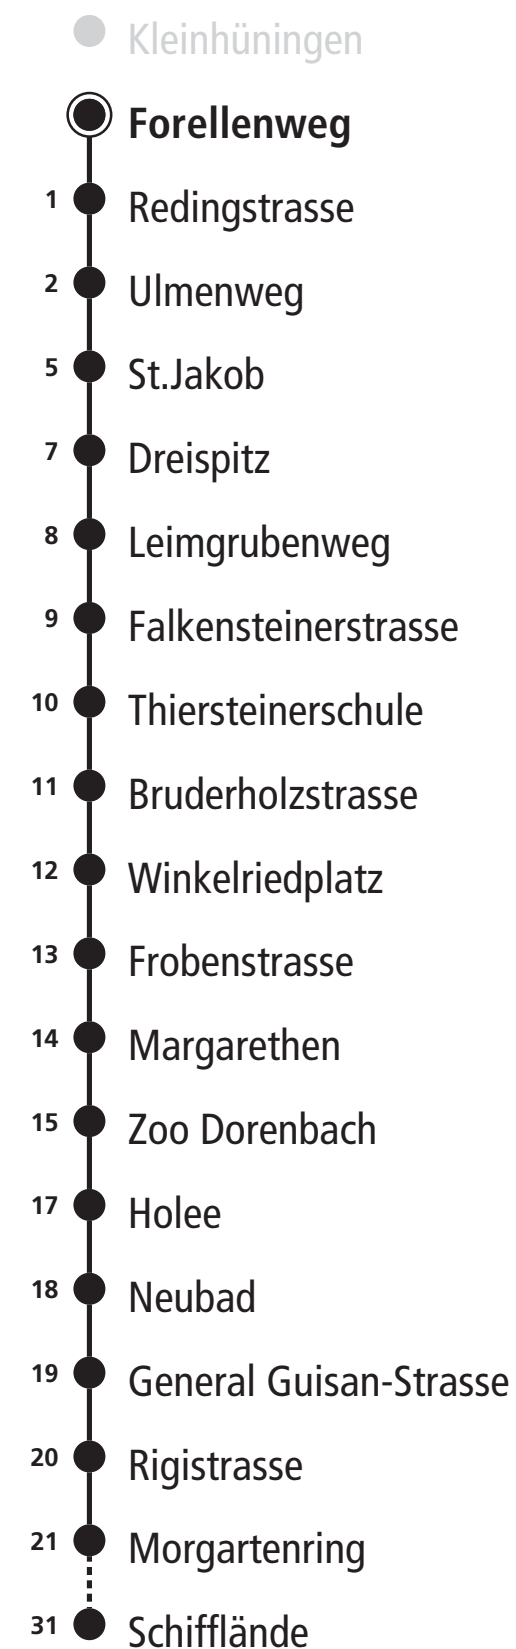 Kleinhüningen
Forellenweg
1 Redingstrasse
2 Ulmenweg
5 St.Jakob
7 Dreispitz
8 Leimgrubenweg
9 Falkensteinerstrasse
10 Thiersteinerschule
11 Bruderholzstrasse
12 Winkelriedplatz
13 Frobenstrasse
14 Margarethen
15 Zoo Dorenbach
17 Holee
18 Neubad
19 General Guisan-Strasse
20 Rigistrasse
21 Morgartenring
31 Schifflände